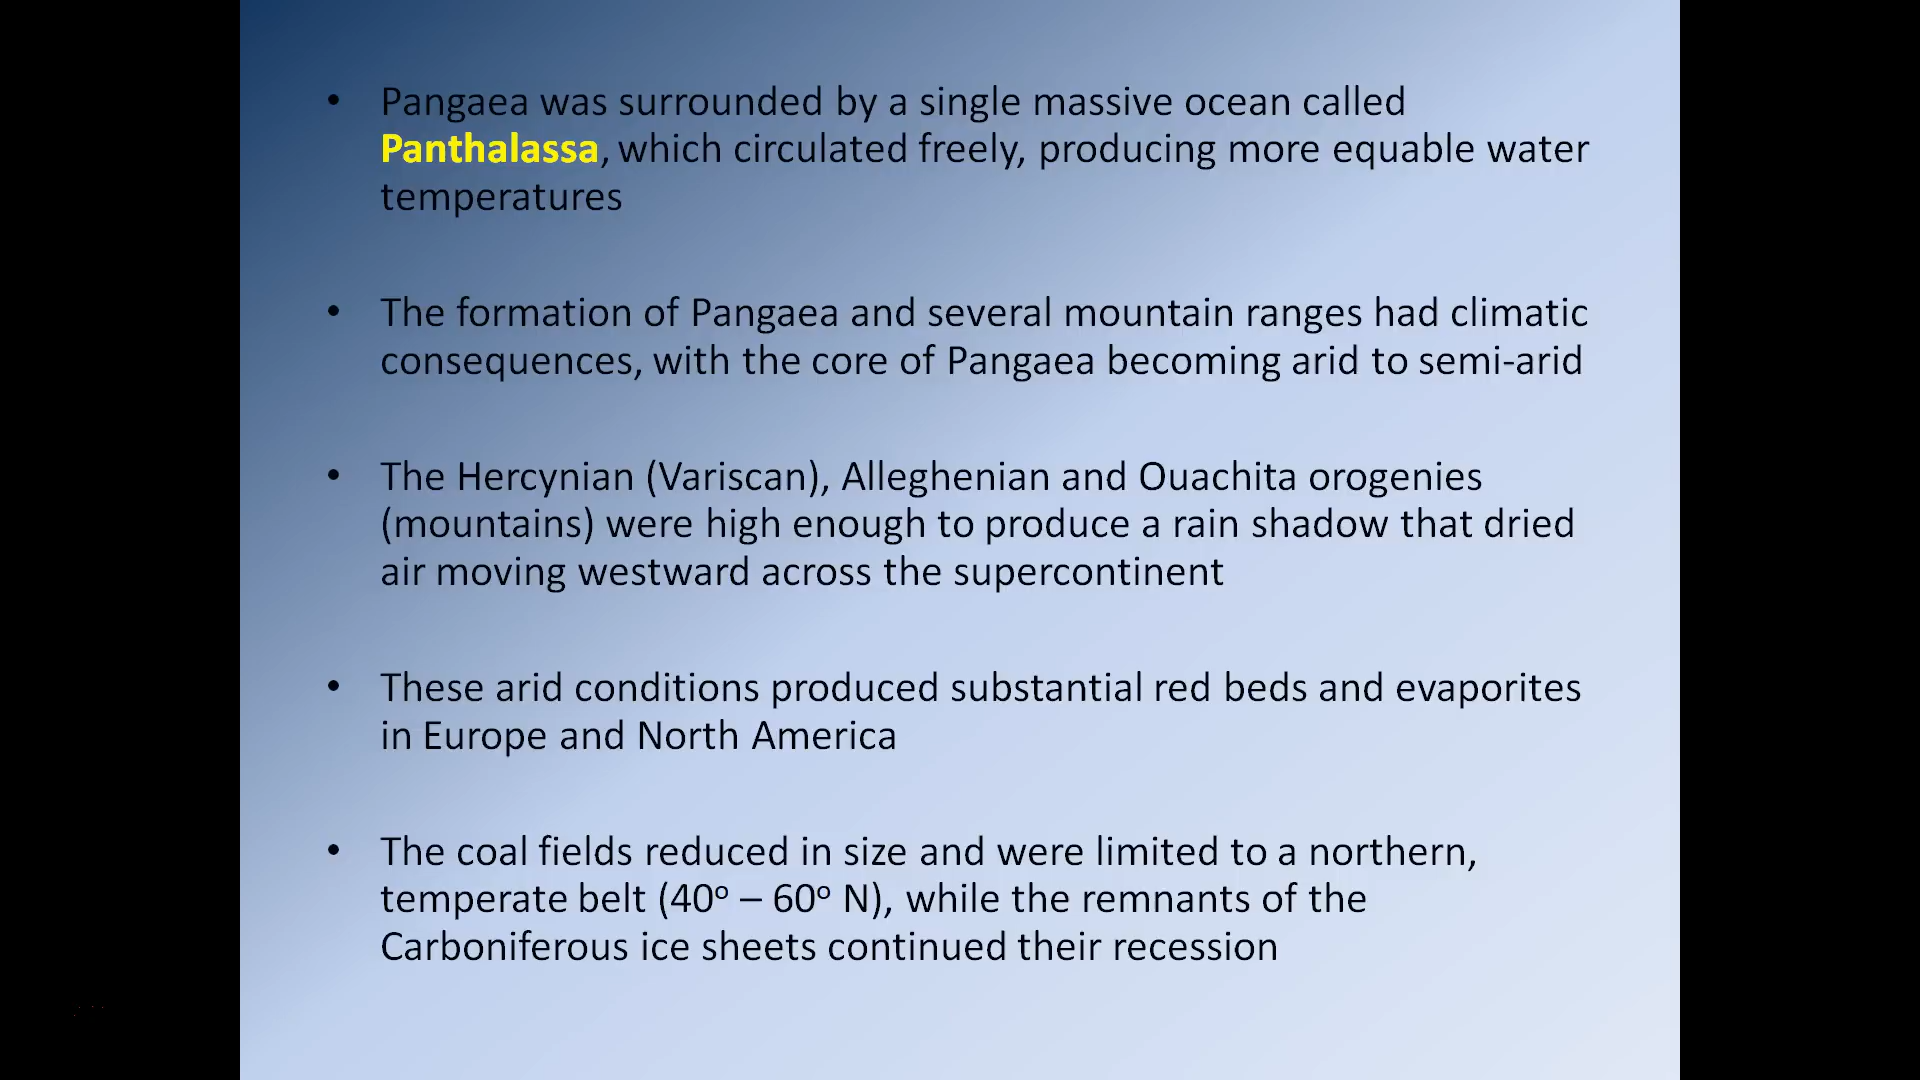 • Pangaea was surrounded by a single massive ocean called
Panthalassa, which circulated freely, producing more equable water
temperatures
• The formation of Pangaea and several mountain ranges had climatic
consequences, with the core of Pangaea becoming arid to semi-arid
• The Hercynian (Variscan), Alleghenian and Ouachita orogenies
(mountains) were high enough to produce a rain shadow that dried
air moving westward across the supercontinent
• These arid conditions produced substantial red beds and evaporites
in Europe and North America
• The coal fields reduced in size and were limited to a northern,
temperate belt (40º – 60º N), while the remnants of the
Carboniferous ice sheets continued their recession